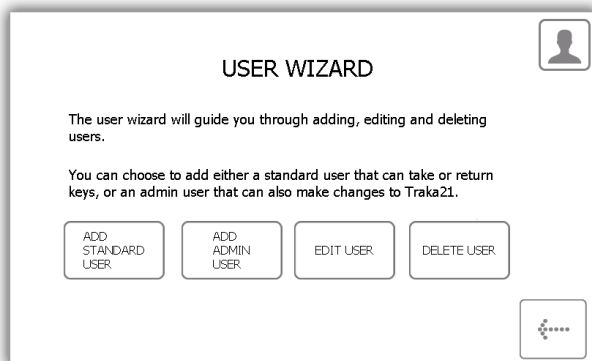 USER WIZARD
The user wizard will guide you through adding, editing and deleting
users.
You can choose to add either a standard user that can take or return
keys, or an admin user that can also make changes to Traka21.
ADD
STANDARD
USER
ADD
ADMIN
USER
EDIT USER
DELETE USER